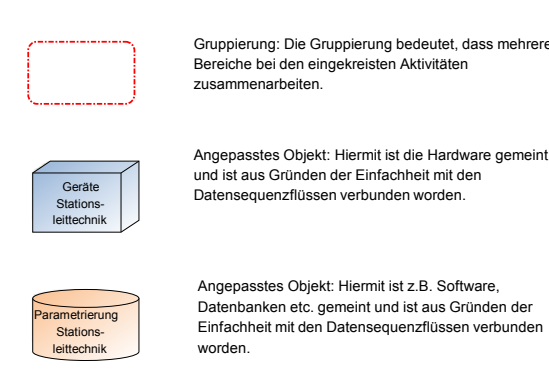 Gruppierung: Die Gruppierung bedeutet, dass mehrere
Bereiche bei den eingekreisten Aktivitäten
zusammenarbeiten.
Angepasstes Objekt: Hiermit ist die Hardware gemeint
und ist aus Gründen der Einfachheit mit den
Datensequenzflüssen verbunden worden.
Geräte
Stations-
leittechnik
Angepasstes Objekt: Hiermit ist z.B. Software,
Datenbanken etc. gemeint und ist aus Gründen der
Einfachheit mit den Datensequenzflüssen verbunden
worden.
Parametrierung
Stations-
leittechnik